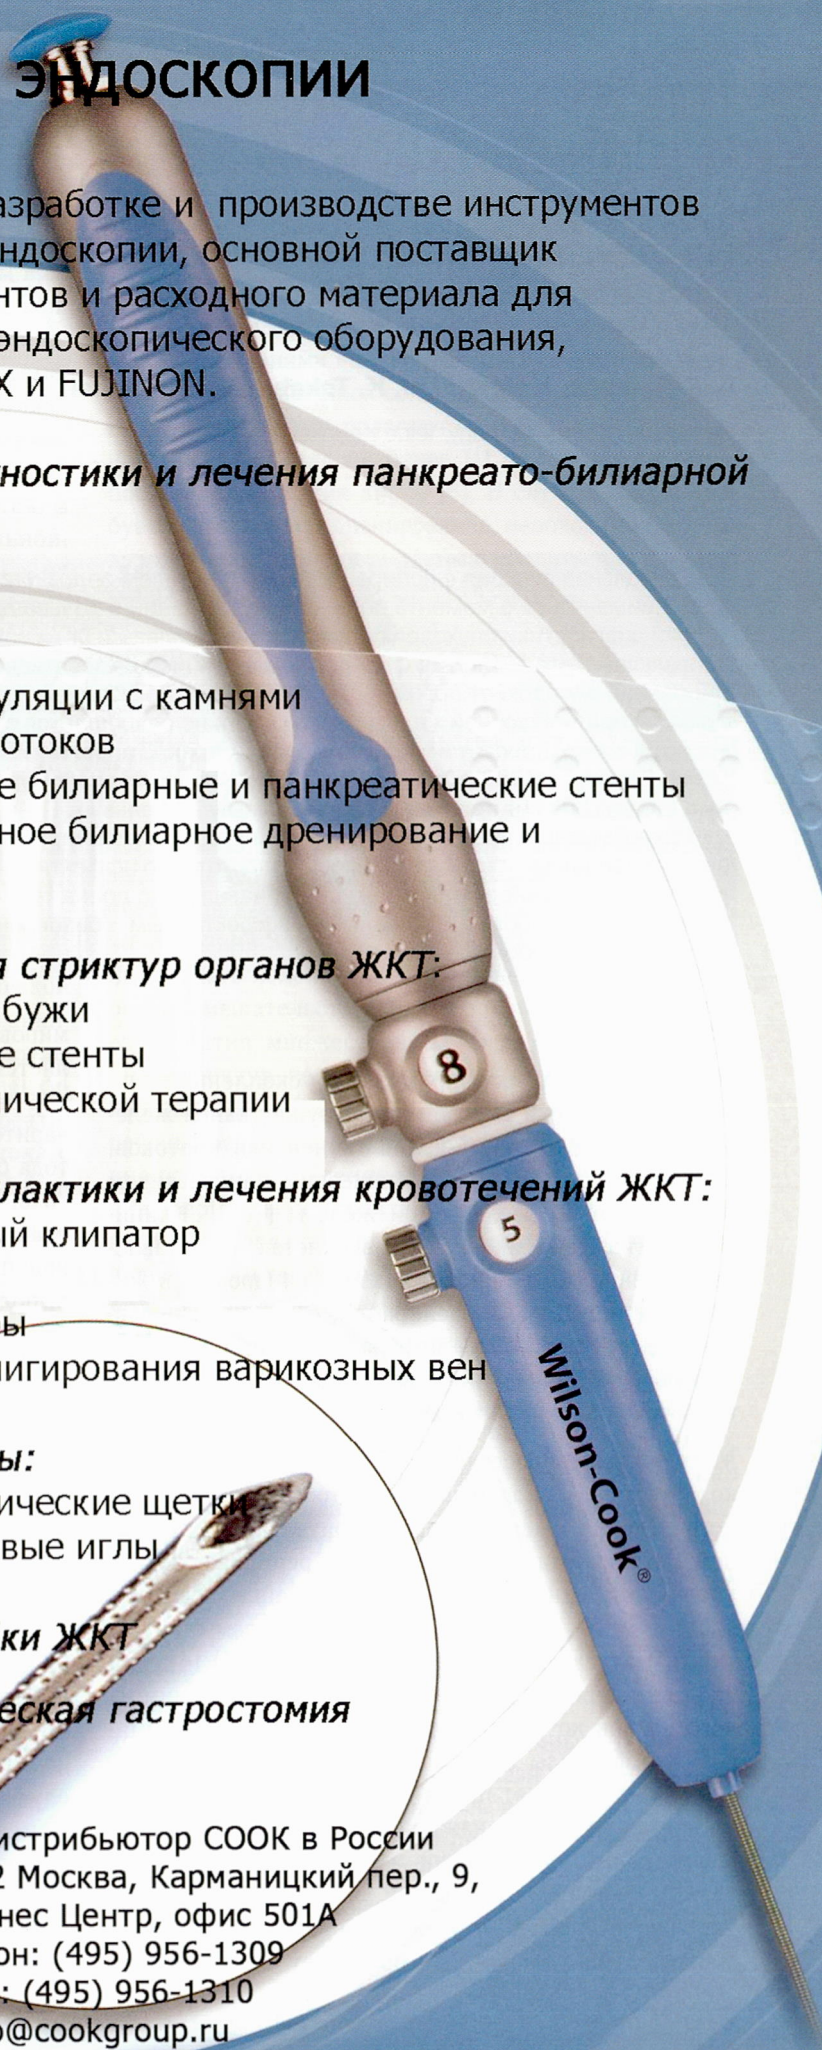 ЭНДОСКОПИИ
азработке и производстве инструментов
ндоскопии, основной поставщик
нтов и расходного материала для
эндоскопического оборудования,
X и FUJINON.
ностики и лечения панкреато-билиарной
уляции с камнями
отоков
е билиарные и панкреатические стенты
ное билиарное дренирование и
я стриктур органов ЖКТ:
бужи
е стенты
нической терапии
8
лактики и лечения кровотечений ЖКТ:
ый клипатор
5
ы
лигирования варикозных вен
Wilson-Cook®
ы:
ические щетки
вые иглы
ки ЖКТ
еская гастростомия
истрибьютор COOK в России
2 Москва, Карманицкий пер., 9,
нес Центр, офис 501А
он: (495) 956-1309
: (495) 956-1310
o@cookgroup.ru